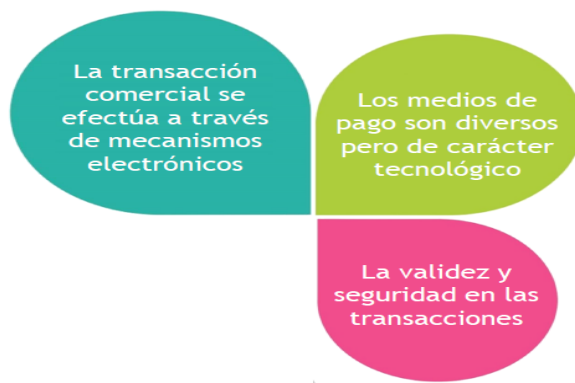 La transacción
comercial se
efectúa a través
de mecanismos
electrónicos
Los medios de
pago son diversos
pero de carácter
tecnológico
La validez y
seguridad en las
transacciones